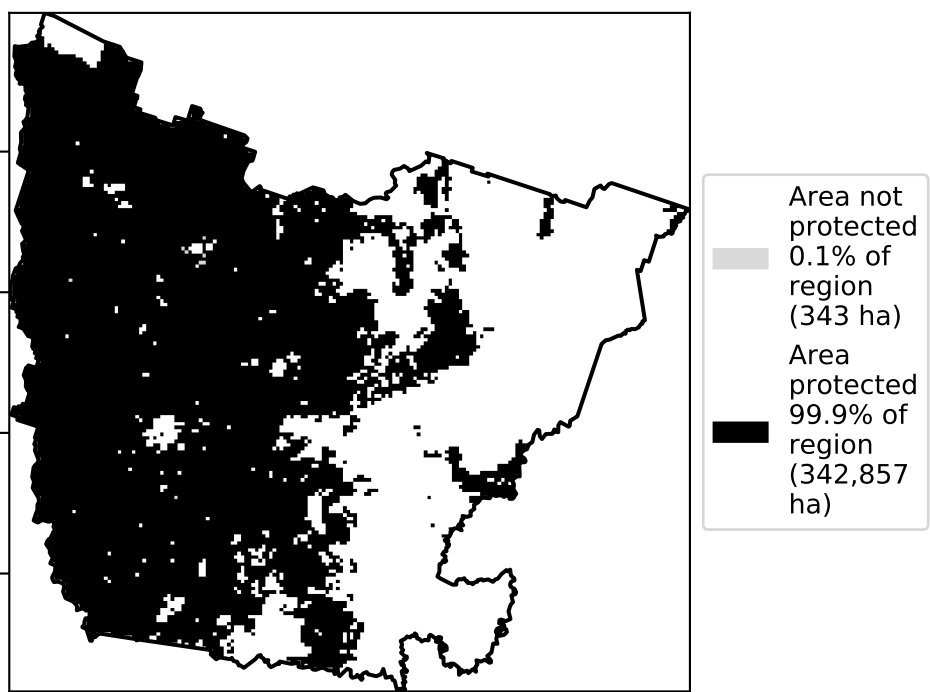 Area not
protected
0.1% of
region
(343 ha)
Area
protected
99.9% of
region
(342,857
ha)